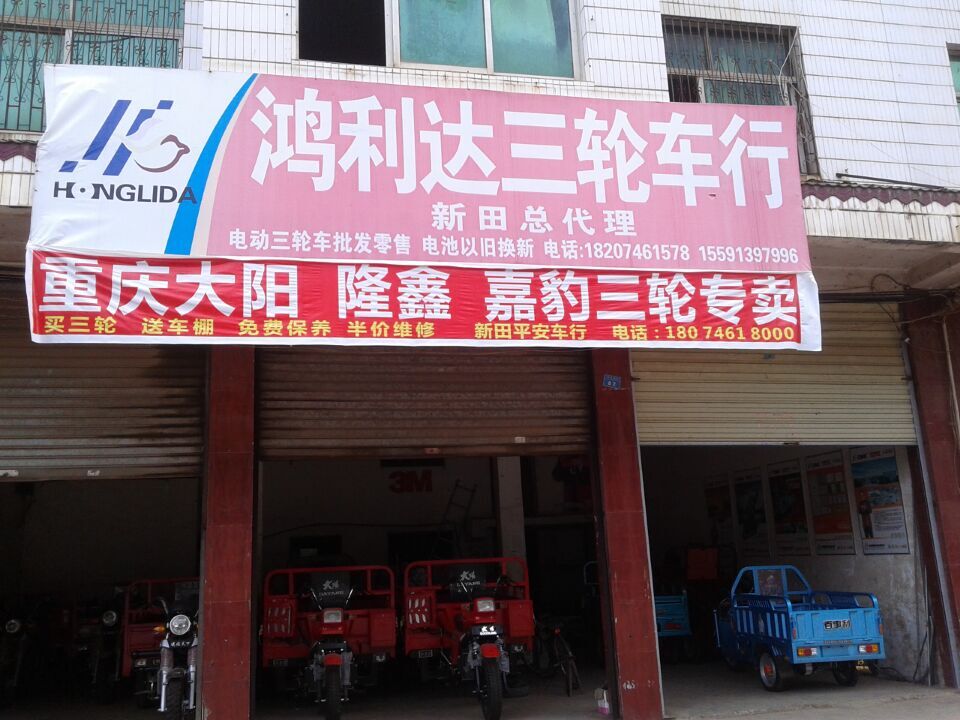 鸿利达三轮车行
HONGLIDA
新田总代理
电动三轮车批发零售 电池以旧换新 电话:18207461578 15591397996
重庆大阳 隆鑫 嘉豹三轮专卖
买三轮 送车棚 免费保养 半价维修 新田平安车行 电话:180 7461 8000
3M
DAYANG